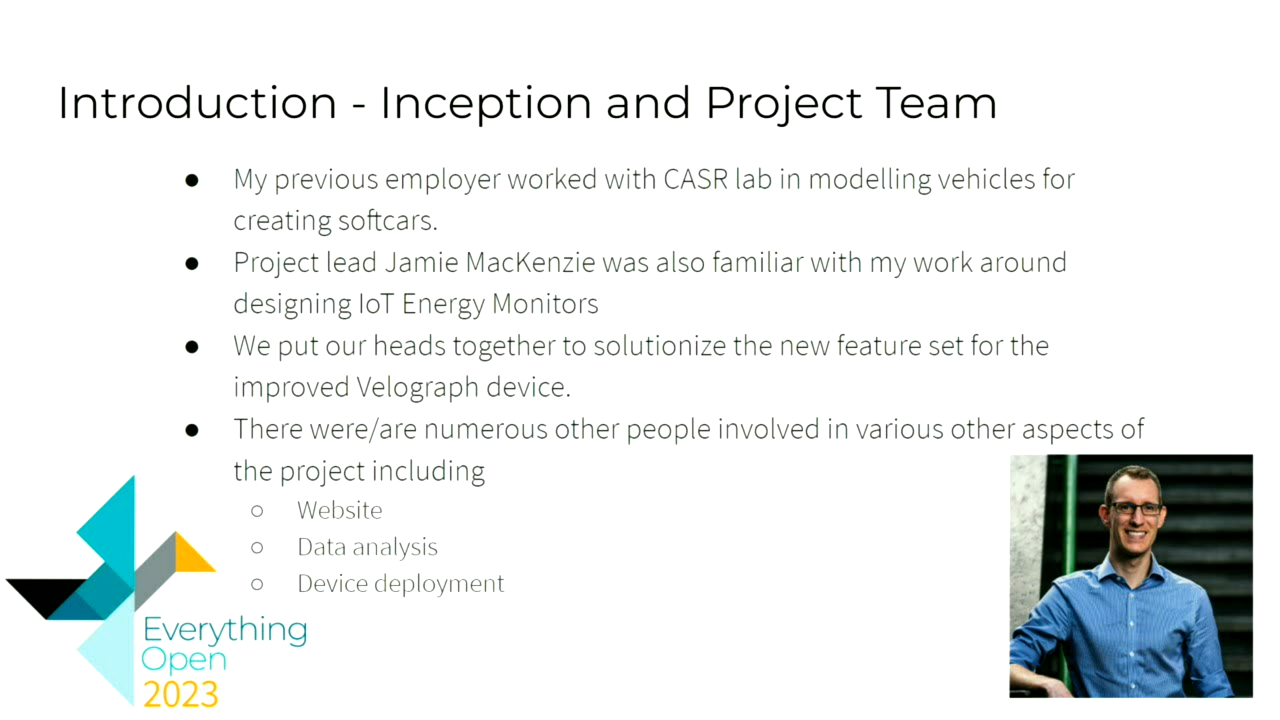 Introduction - Inception and Project Team
● My previous employer worked with CASR lab in modelling vehicles for
creating softcars.
● Project lead Jamie MacKenzie was also familiar with my work around
designing IoT Energy Monitors
● We put our heads together to solutionize the new feature set for the
improved Velograph device.
● There were/are numerous other people involved in various other aspects of
the project including
○ Website
○ Data analysis
○ Device deployment
Everything
Open
2023